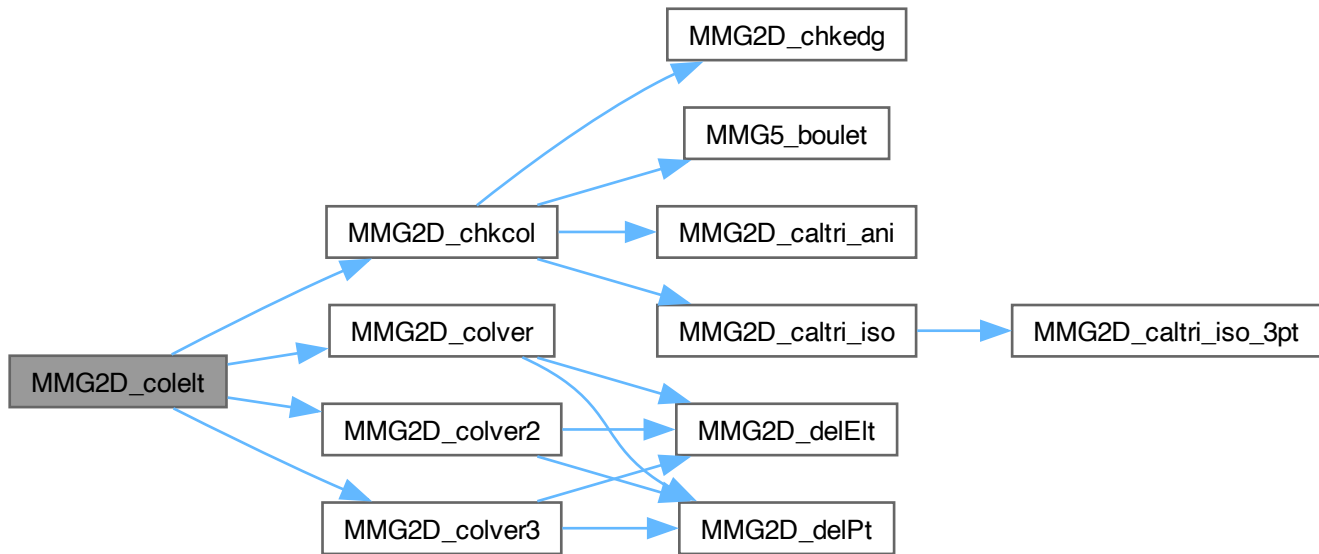 MMG2D_chkedg
MMG5_boulet
MMG2D_chkcol
MMG2D_caltri_ani
MMG2D_colver
MMG2D_caltri_iso
MMG2D_caltri_iso_3pt
MMG2D_colelt
MMG2D_colver2
MMG2D_delElt
MMG2D_colver3
MMG2D_delPt